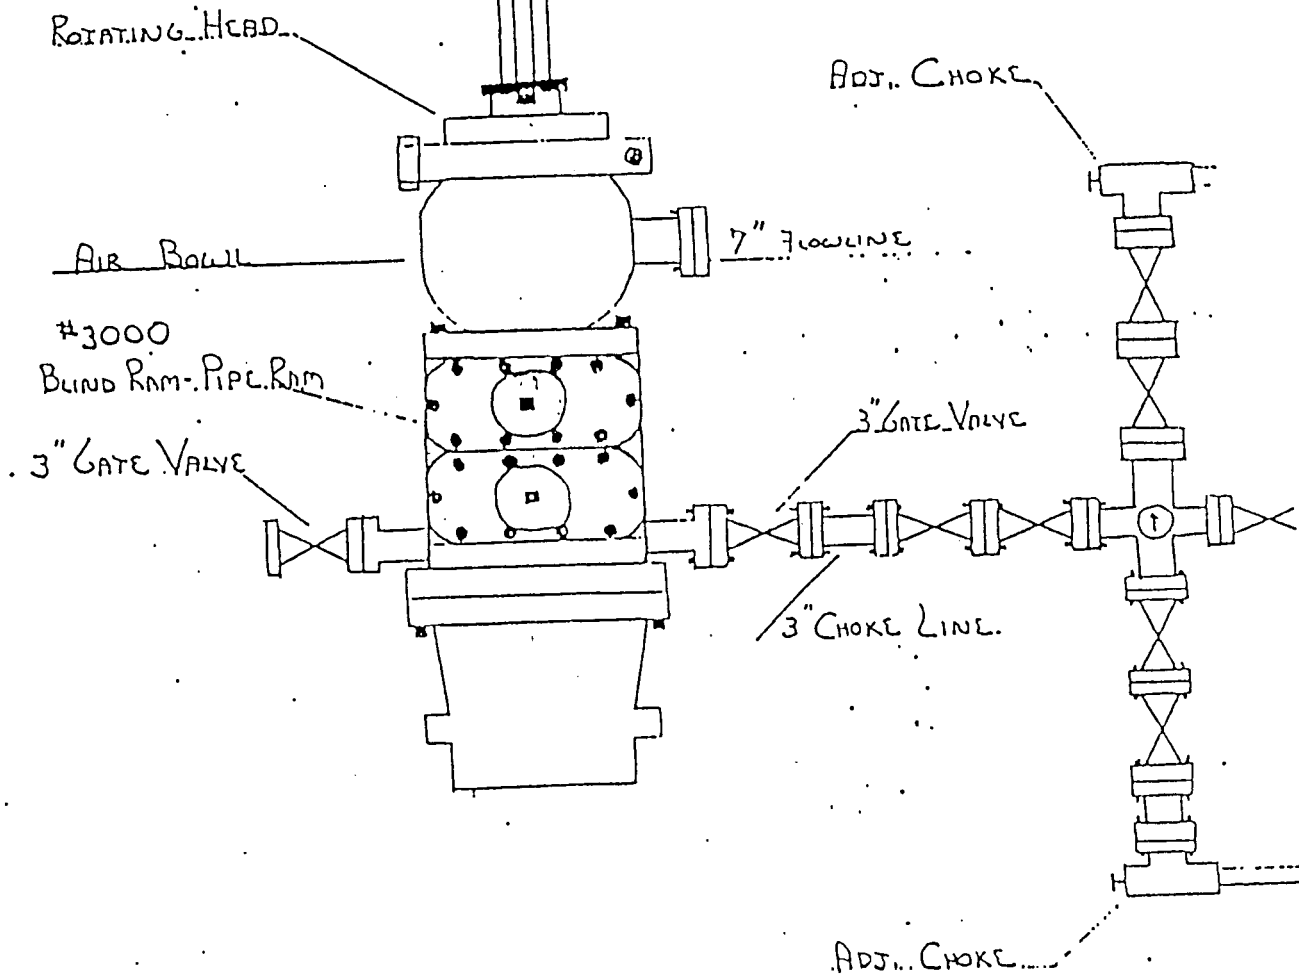 ROTATING HEAD
ADJ. CHOKE
7" FLOWLINE
AIR BOWL
#3000
BLIND RAM-PIPE RAM
3" GATE VALVE
3" GATE VALVE
3" CHOKE LINE.
ADJ. CHOKE